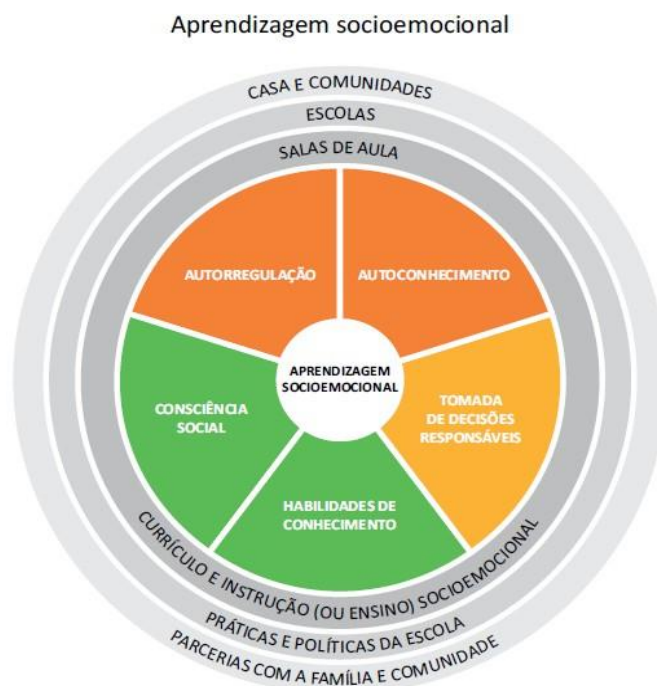 Aprendizagem socioemocional
CASA E COMUNIDADES
ESCOLAS
SALAS DE AULA
AUTORREGULAÇÃO
AUTOCONHECIMENTO
APRENDIZAGEM
SOCIOEMOCIONAL
CONSCIÊNCIA
SOCIAL
TOMADA
DE DECISÕES
RESPONSÁVEIS
HABILIDADES DE
CONHECIMENTO
CURRÍCULO E INSTRUÇÃO (OU ENSINO) SOCIOEMOCIONAL
PRÁTICAS E POLÍTICAS DA ESCOLA
PARCERIAS COM A FAMÍLIA E COMUNIDADE